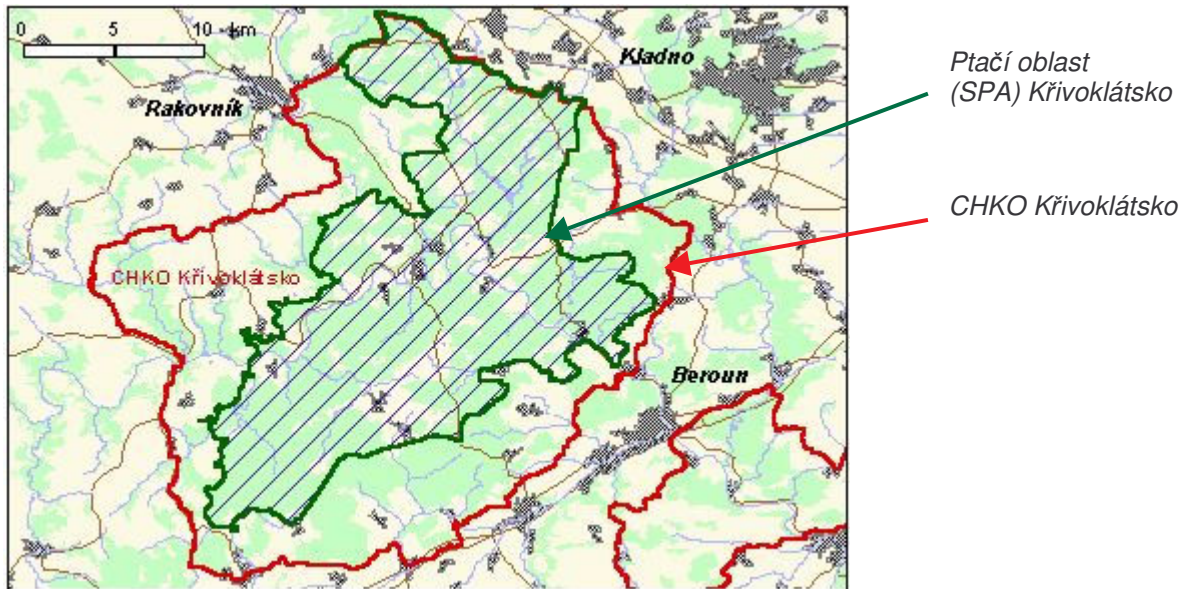 0 5 10 km
Kladno
Rakovník
Ptačí oblast
(SPA) Křivoklátsko
CHKO Křivoklátsko
CHKO Křivoklátsko
Beroun